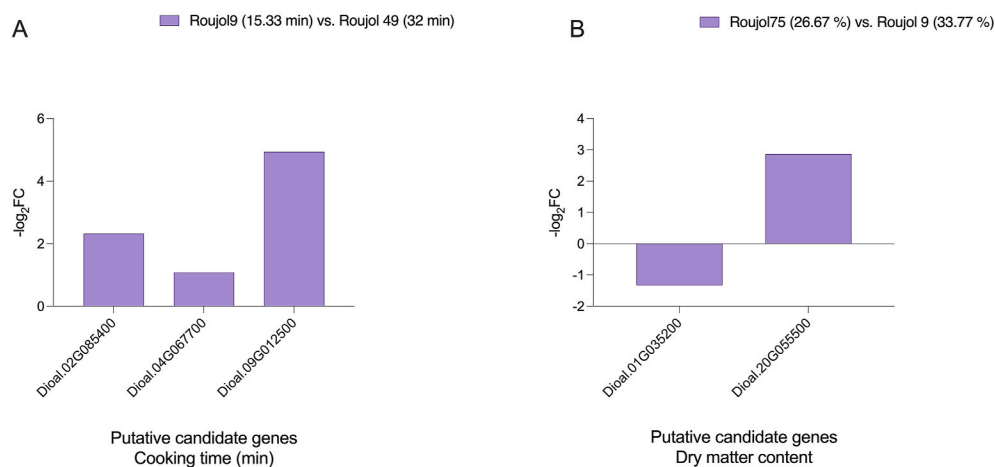 A
Roujol9 (15.33 min) vs. Roujol 49 (32 min)
-log₂FC
6
4
2
0
Dioal.02G085400
Dioal.04G067700
Dioal.09G012500
Putative candidate genes
Cooking time (min)
B
Roujol75 (26.67 %) vs. Roujol 9 (33.77 %)
-log₂FC
4
3
2
1
0
-1
-2
Dioal.01G035200
Dioal.20G055500
Putative candidate genes
Dry matter content